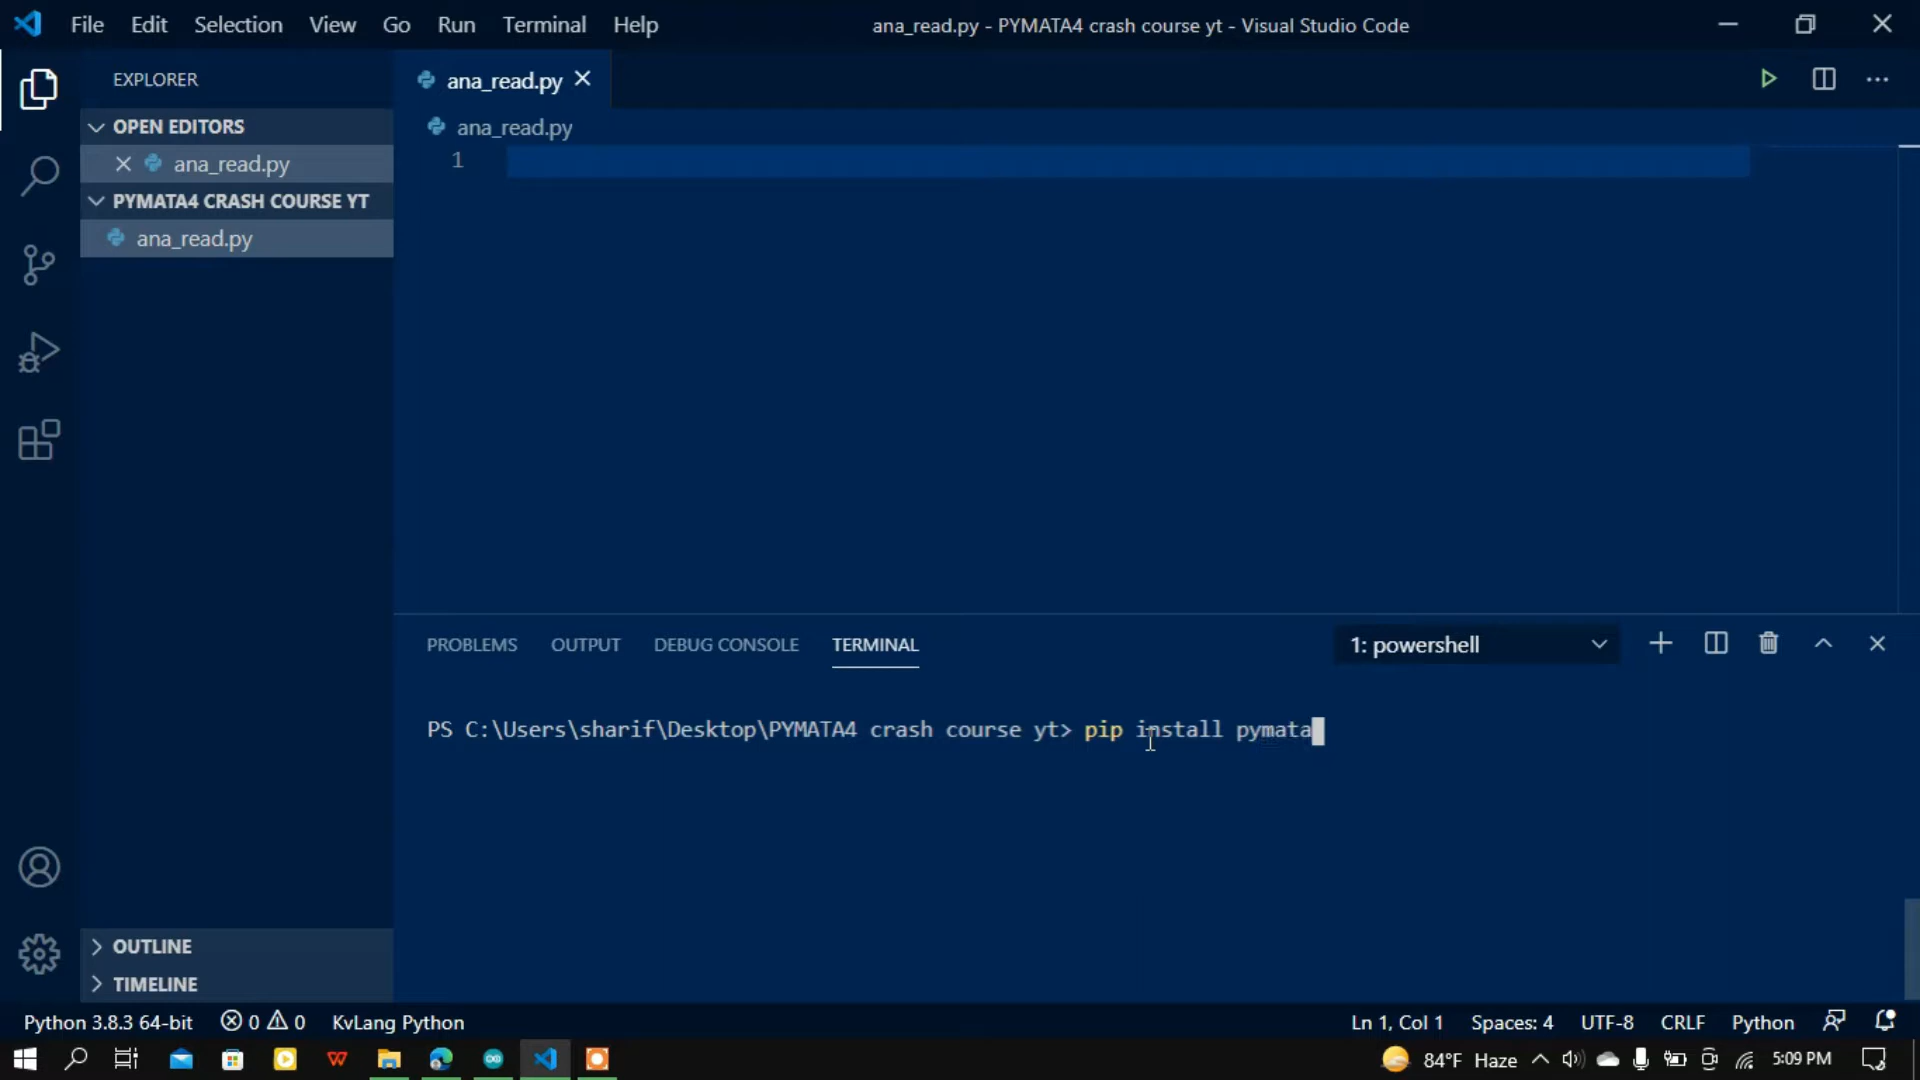 File Edit Selection View Go Run Terminal Help
ana_read.py - PYMATA4 crash course yt - Visual Studio Code
EXPLORER
OPEN EDITORS
ana_read.py
PYMATA4 CRASH COURSE YT
ana_read.py
OUTLINE
TIMELINE
ana_read.py
ana_read.py
1
PROBLEMS OUTPUT DEBUG CONSOLE TERMINAL
1: powershell
PS C:\Users\sharif\Desktop\PYMATA4 crash course yt> pip install pymata
Python 3.8.3 64-bit 0 0 KvLang Python
Ln 1, Col 1 Spaces: 4 UTF-8 CRLF Python
84°F Haze 5:09 PM